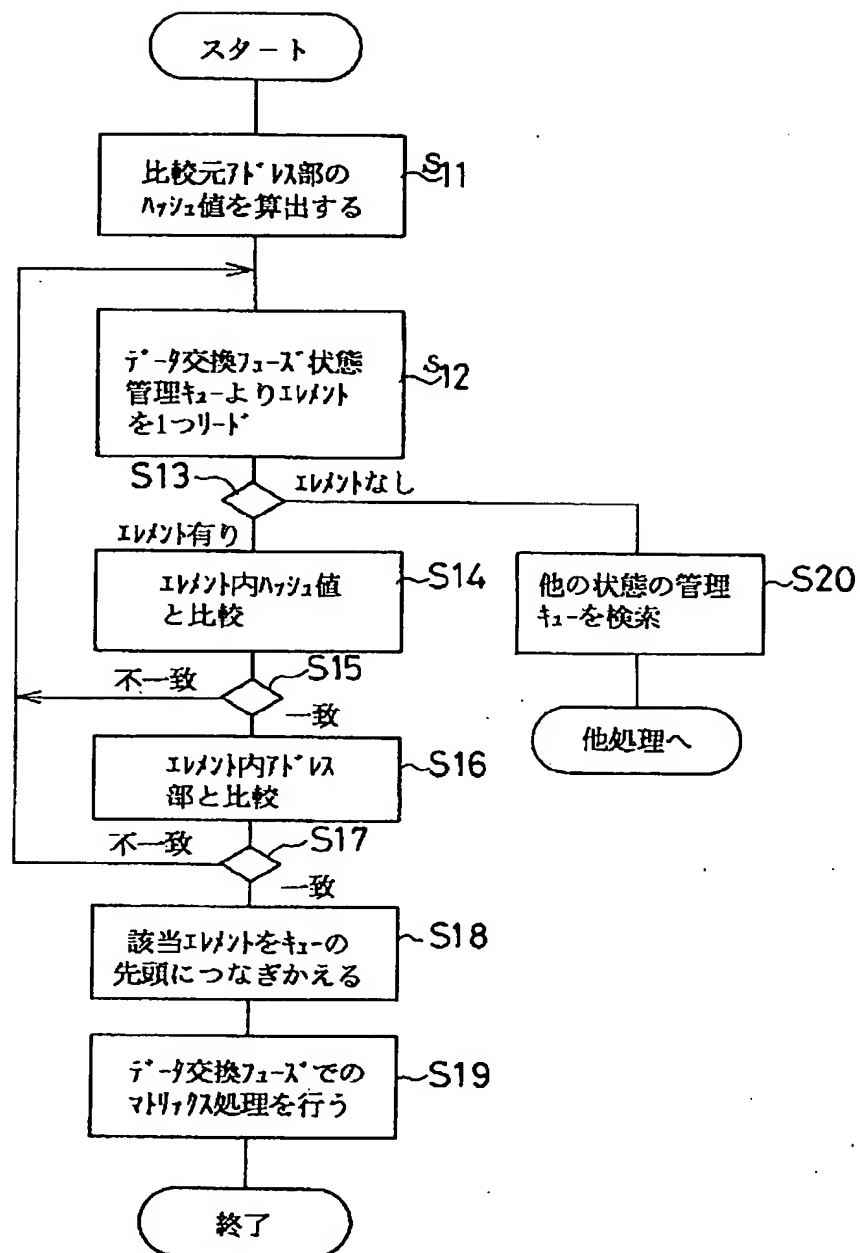 スタート
比較元ｱﾄﾞﾚｽ部の
ﾊｯｼｭ値を算出する
S11
ﾃﾞｰﾀ交換フューズﾞ状態
管理ｷｭｰよりｴﾚﾒﾝﾄ
を1つﾘｰﾄﾞ
S12
S13
ｴﾚﾒﾝﾄなし
ｴﾚﾒﾝﾄ有り
ｴﾚﾒﾝﾄ内ﾊｯｼｭ値
と比較
S14
他の状態の管理
ｷｭｰを検索
S20
不一致
S15
一致
他処理へ
ｴﾚﾒﾝﾄ内ｱﾄﾞﾚｽ
部と比較
S16
不一致
S17
一致
該当ｴﾚﾒﾝﾄをキューの
先頭につなぎかえる
S18
ﾃﾞｰﾀ交換ﾌｭｰｽﾞでの
ﾏﾄﾘｯｸｽ処理を行う
S19
終了